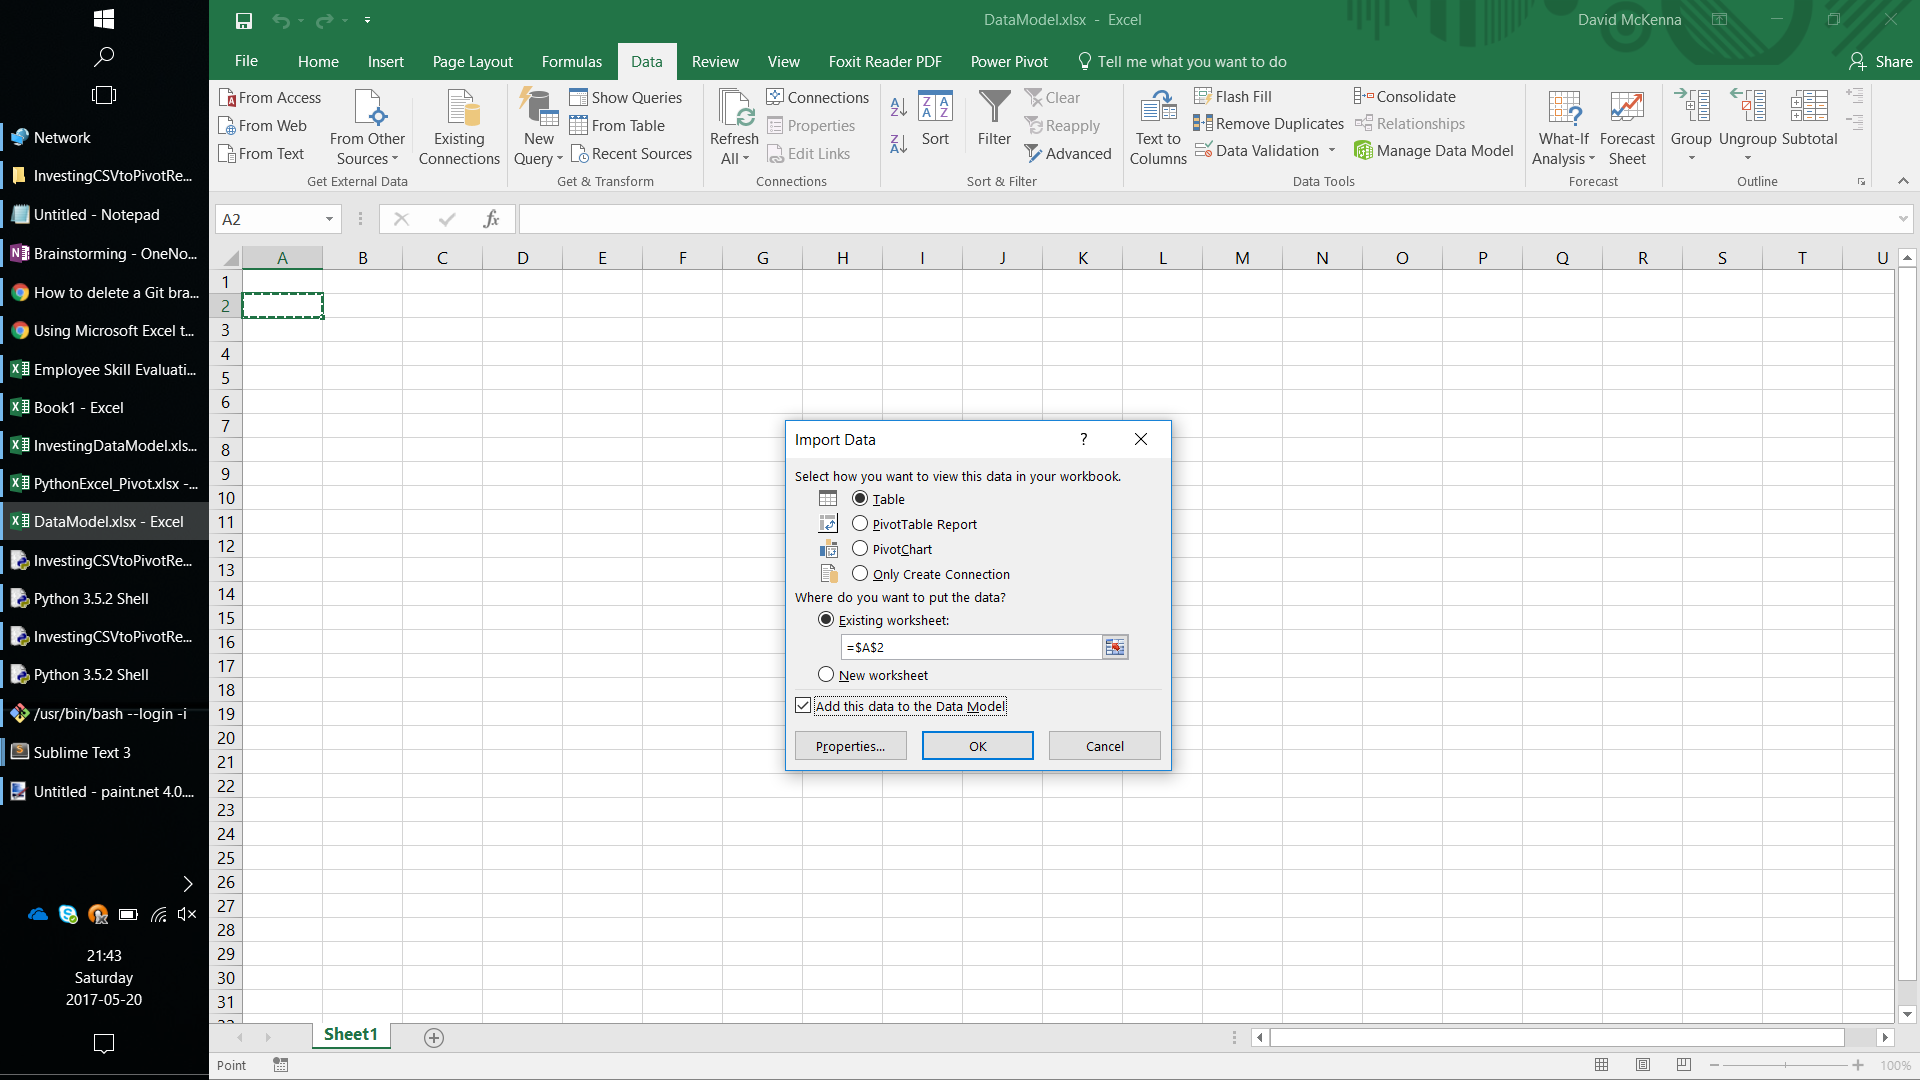 DataModel.xlsx - Excel
David McKenna
File
Home
Insert
Page Layout
Formulas
Data
Review
View
Foxit Reader PDF
Power Pivot
Tell me what you want to do
Share
From Access
From Web
From Text
From Other
Sources
Existing
Connections
Get External Data
New
Query
Show Queries
From Table
Recent Sources
Get & Transform
Refresh
All
Connections
Properties
Edit Links
Connections
A Z
Z A
Z A
A Z
Sort
Filter
Clear
Reapply
Advanced
Sort & Filter
Text to
Columns
Flash Fill
Remove Duplicates
Data Validation
Consolidate
Relationships
Manage Data Model
Data Tools
What-If
Analysis
Forecast
Sheet
Forecast
Group
Ungroup
Subtotal
Outline
A2
fx
A B C D E F G H I J K L M N O P Q R S T U
1
2
3
4
5
6
7
8
9
10
11
12
13
14
15
16
17
18
19
20
21
22
23
24
25
26
27
28
29
30
31
Import Data
?
Select how you want to view this data in your workbook.
Table
PivotTable Report
PivotChart
Only Create Connection
Where do you want to put the data?
Existing worksheet:
=$A$2
New worksheet
Add this data to the Data Model
Properties...
OK
Cancel
Sheet1
Point
100%
Network
InvestingCSVtoPivotRe...
Untitled - Notepad
Brainstorming - OneNo...
How to delete a Git bra...
Using Microsoft Excel t...
Employee Skill Evaluati...
Book1 - Excel
InvestingDataModel.xls...
PythonExcel_Pivot.xlsx -...
DataModel.xlsx - Excel
InvestingCSVtoPivotRe...
Python 3.5.2 Shell
InvestingCSVtoPivotRe...
Python 3.5.2 Shell
/usr/bin/bash --login -i
Sublime Text 3
Untitled - paint.net 4.0....
21:43
Saturday
2017-05-20